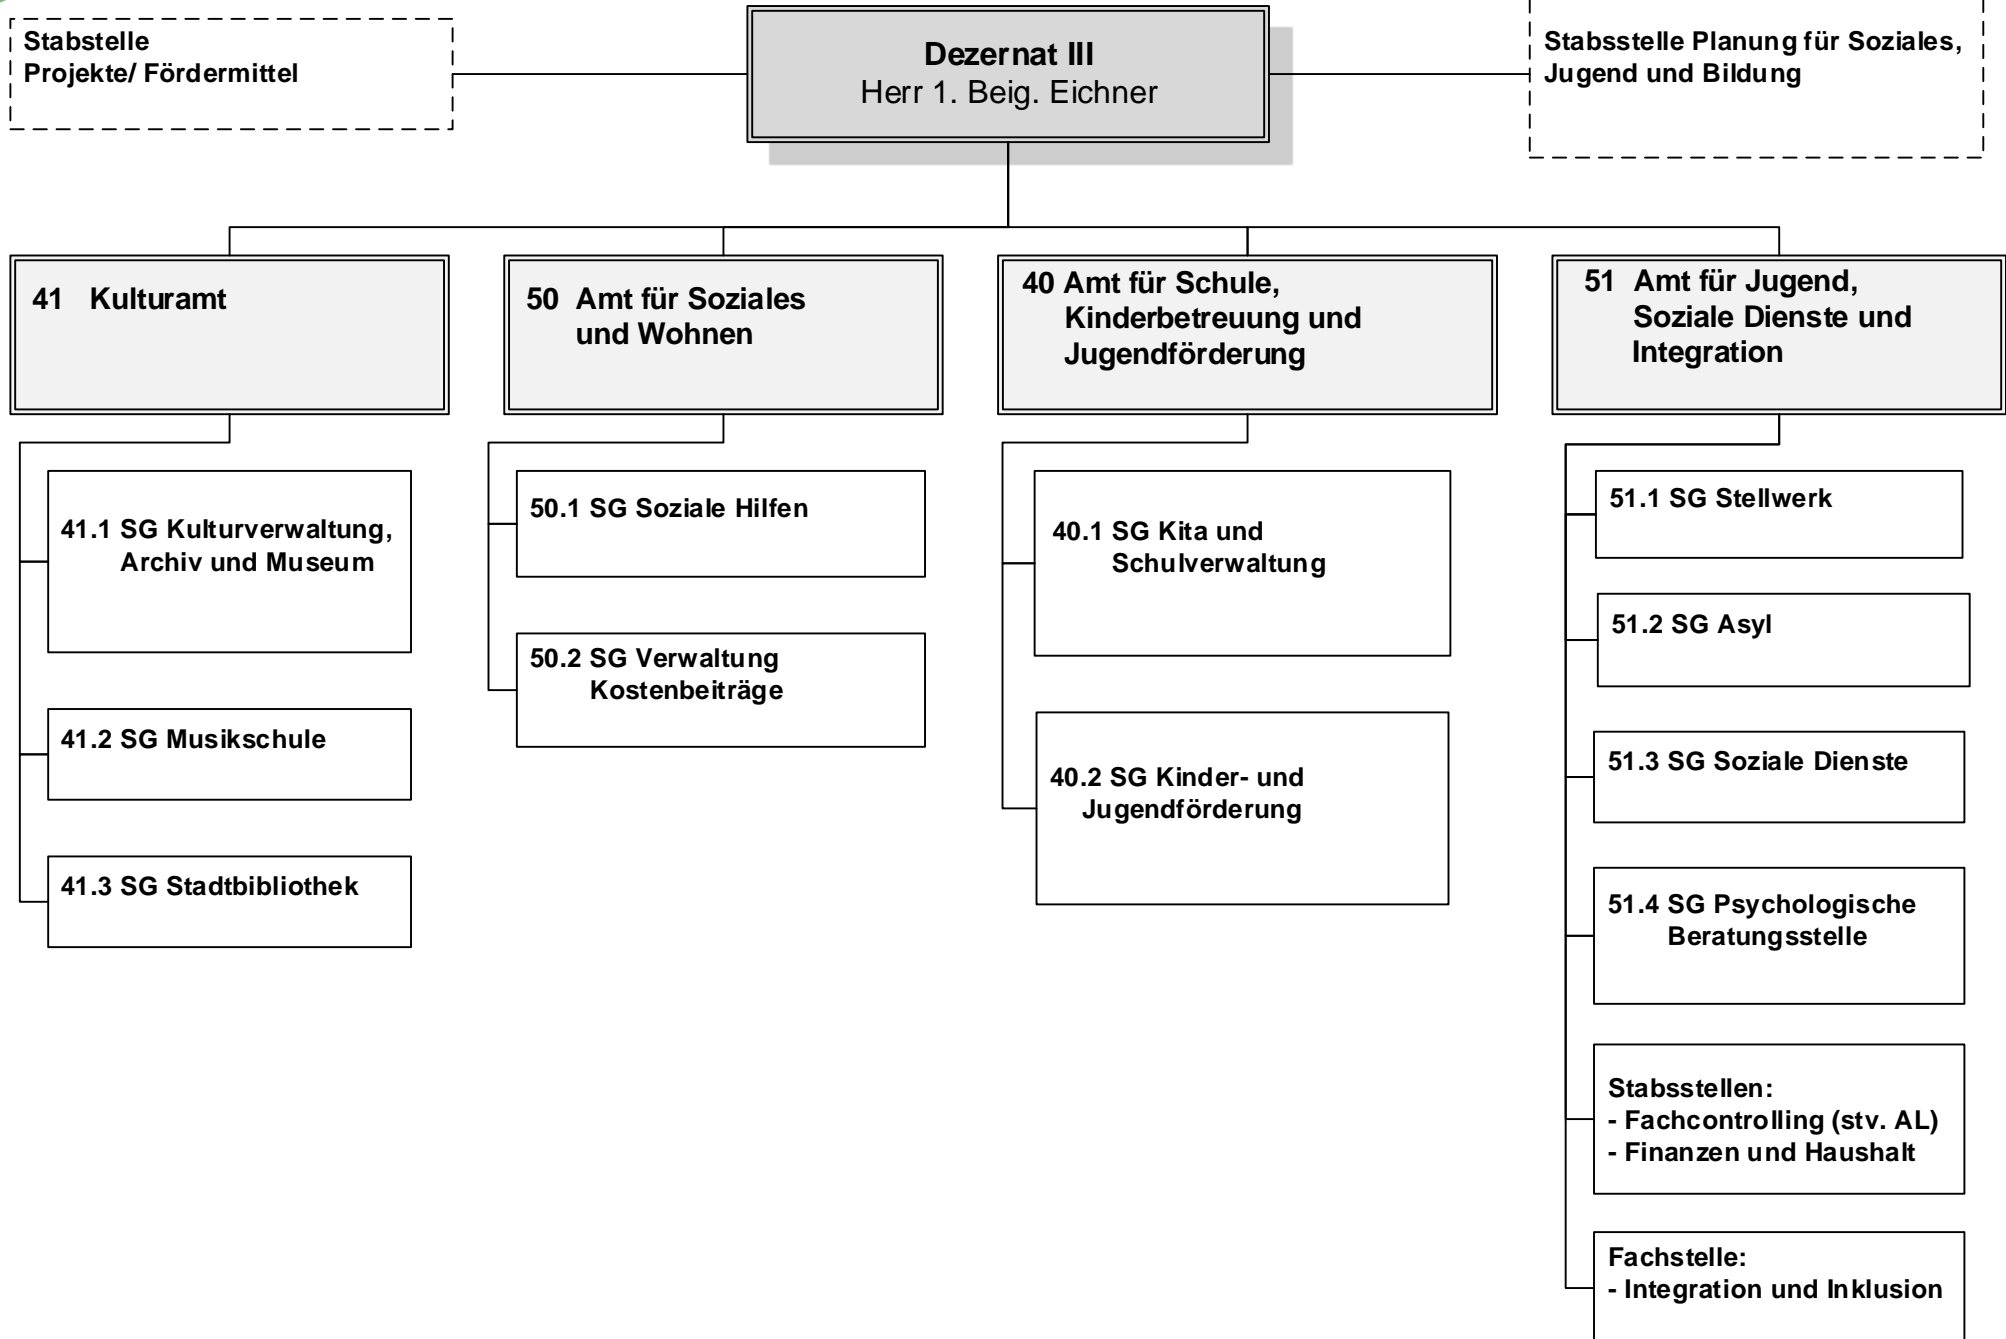 Stabstelle
Projekte/ Fördermittel
Dezernat III
Herr 1. Beig. Eichner
Stabsstelle Planung für Soziales,
Jugend und Bildung
41 Kulturamt
50 Amt für Soziales
und Wohnen
40 Amt für Schule,
Kinderbetreuung und
Jugendförderung
51 Amt für Jugend,
Soziale Dienste und
Integration
41.1 SG Kulturverwaltung,
Archiv und Museum
41.2 SG Musikschule
41.3 SG Stadtbibliothek
50.1 SG Soziale Hilfen
50.2 SG Verwaltung
Kostenbeiträge
40.1 SG Kita und
Schulverwaltung
40.2 SG Kinder- und
Jugendförderung
51.1 SG Stellwerk
51.2 SG Asyl
51.3 SG Soziale Dienste
51.4 SG Psychologische
Beratungsstelle
Stabsstellen:
- Fachcontrolling (stv. AL)
- Finanzen und Haushalt
Fachstelle:
- Integration und Inklusion